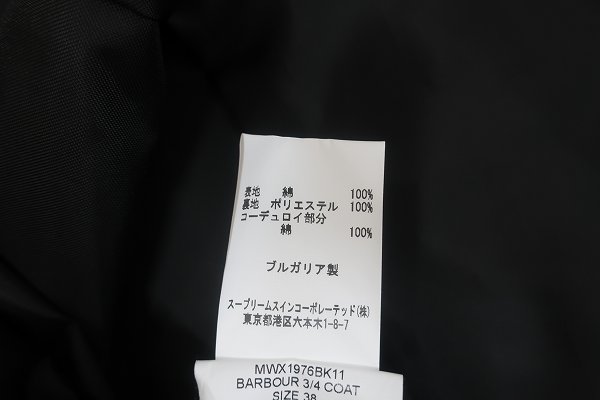 表地 綿 100%
裏地 ポリエステル 100%
コーデュロイ部分
綿 100%
ブルガリア製
スープリームスインコーポレーテッド(株)
東京都港区六本木1-8-7
MWX1976BK11
BARBOUR 3/4 COAT
SIZE 38